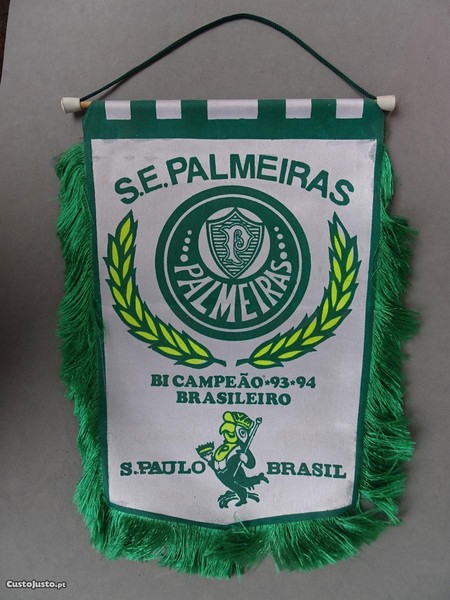 S.E. PALMEIRAS
P
PALMEIRAS
BI CAMPEÃO★93★94
BRASILEIRO
S.PAULO BRASIL
CustoJusto.pt